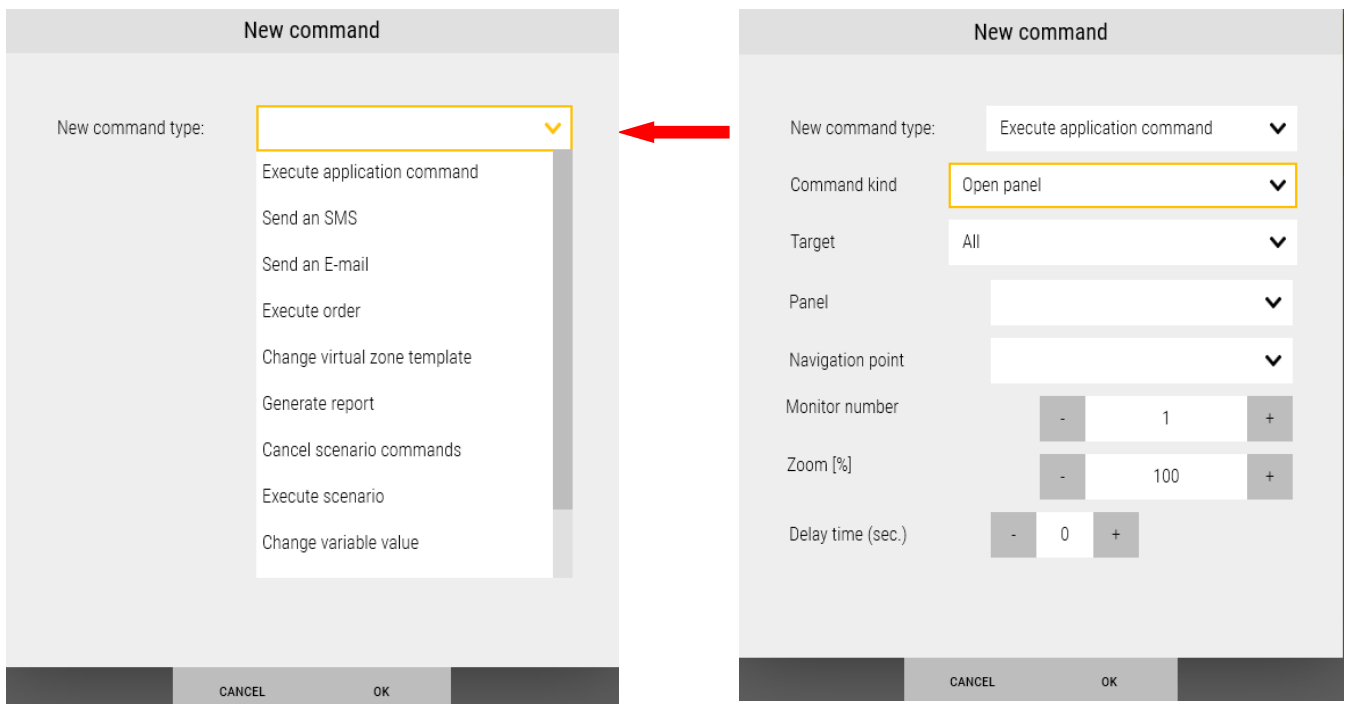 New command
New command type:
Execute application command
Send an SMS
Send an E-mail
Execute order
Change virtual zone template
Generate report
Cancel scenario commands
Execute scenario
Change variable value
CANCEL OK
New command
New command type: Execute application command
Command kind Open panel
Target All
Panel
Navigation point
Monitor number - 1 +
Zoom [%] - 100 +
Delay time (sec.) - 0 +
CANCEL OK